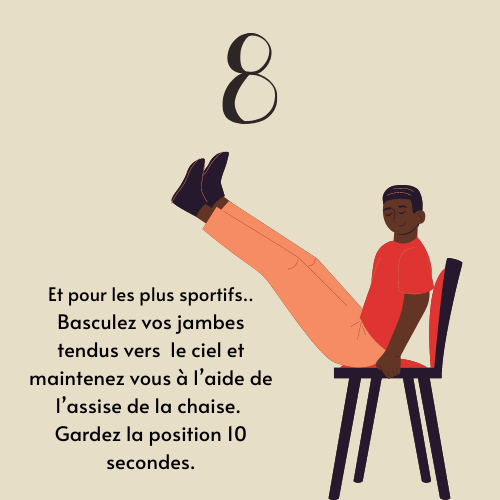 8
Et pour les plus sportifs..
Basculez vos jambes
tendus vers le ciel et
maintenez vous à l'aide de
l'assise de la chaise.
Gardez la position 10
secondes.